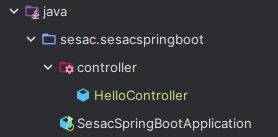 java
sesac.sesacspringboot
controller
HelloController
SesacSpringBootApplication